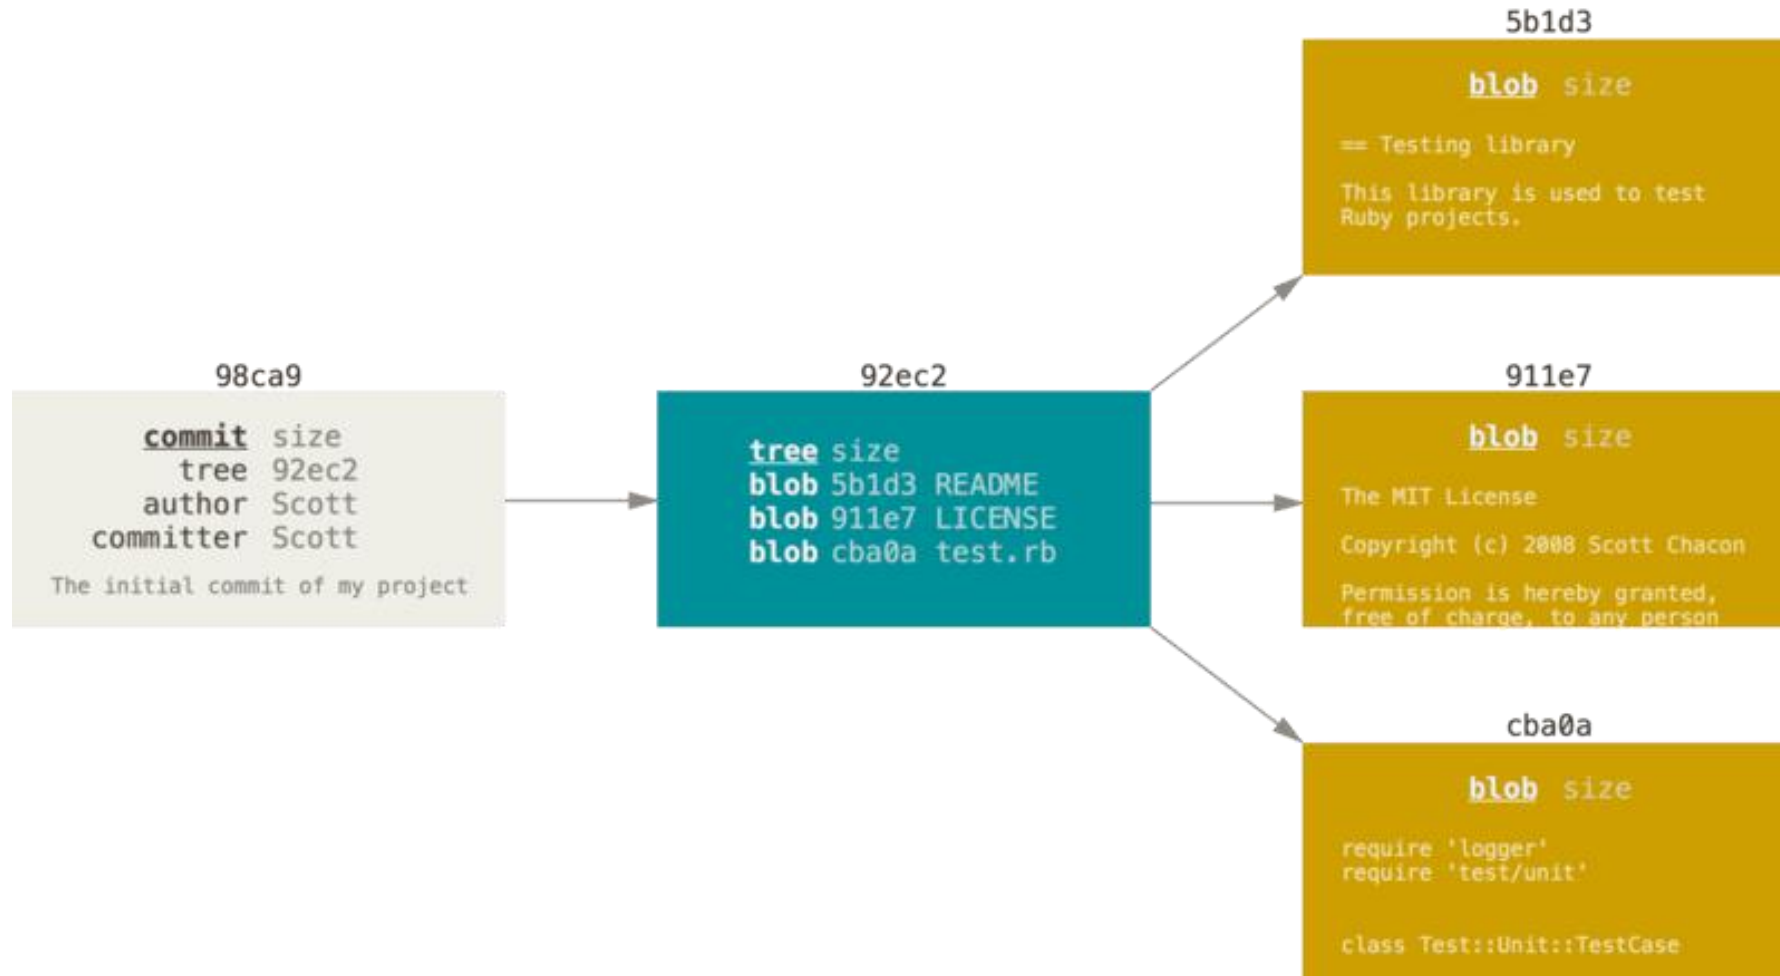 98ca9
commit size
tree 92ec2
author Scott
committer Scott
The initial commit of my project
92ec2
tree size
blob 5b1d3 README
blob 911e7 LICENSE
blob cba0a test.rb
5b1d3
blob size
== Testing library
This library is used to test
Ruby projects.
911e7
blob size
The MIT License
Copyright (c) 2008 Scott Chacon
Permission is hereby granted,
free of charge, to any person
cba0a
blob size
require 'logger'
require 'test/unit'
class Test::Unit::TestCase